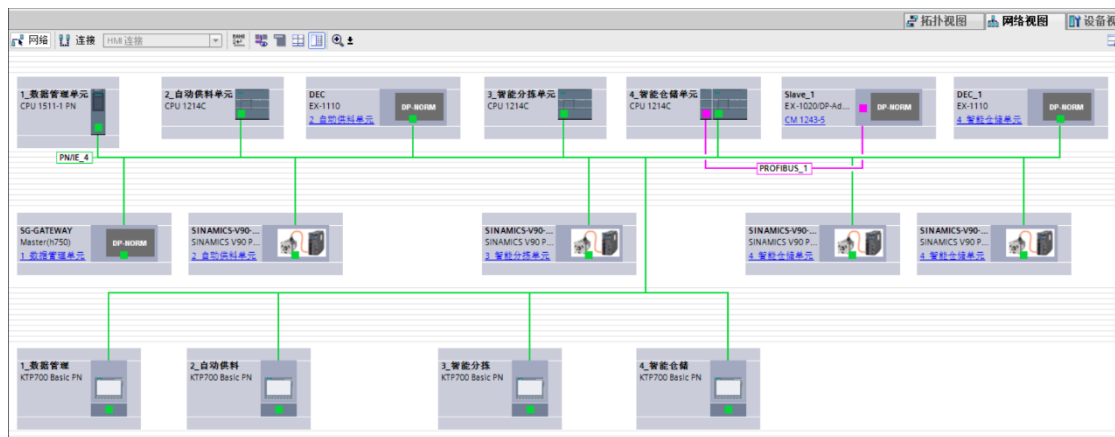 拓扑视图 网络视图 设备视
网络 连接 HMI 连接
1_数据管理单元
CPU 1511-1 PN
2_自动供料单元
CPU 1214C
DEC
EX-1110
2_自动供料单元
DP-NORM
3_智能分拣单元
CPU 1214C
4_智能仓储单元
CPU 1214C
Slave_1
EX-1020/DP-Ad...
CM 1243-5
DP-NORM
DEC_1
EX-1110
4_智能仓储单元
DP-NORM
PN/IE_4
PROFIBUS_1
5G-GATEWAY
Master(h750)
1_数据管理单元
DP-NORM
SINAMICS-V90-...
SINAMICS V90 P...
2_自动供料单元
SINAMICS-V90-...
SINAMICS V90 P...
3_智能分拣单元
SINAMICS-V90-...
SINAMICS V90 P...
4_智能仓储单元
SINAMICS-V90-...
SINAMICS V90 P...
4_智能仓储单元
1_数据管理
KTP700 Basic PN
2_自动供料
KTP700 Basic PN
3_智能分拣
KTP700 Basic PN
4_智能仓储
KTP700 Basic PN